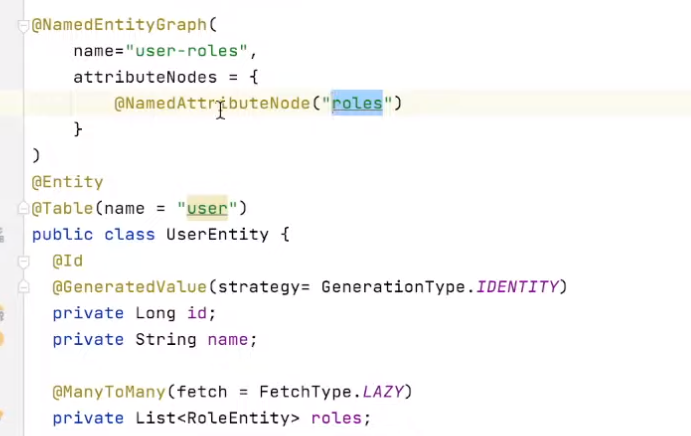 @NamedEntityGraph(
name="user-roles",
attributeNodes = {
@NamedAttributeNode("roles")
}
)
@Entity
@Table(name = "user")
public class UserEntity {
@Id
@GeneratedValue(strategy= GenerationType.IDENTITY)
private Long id;
private String name;
@ManyToMany(fetch = FetchType.LAZY)
private List<RoleEntity> roles;